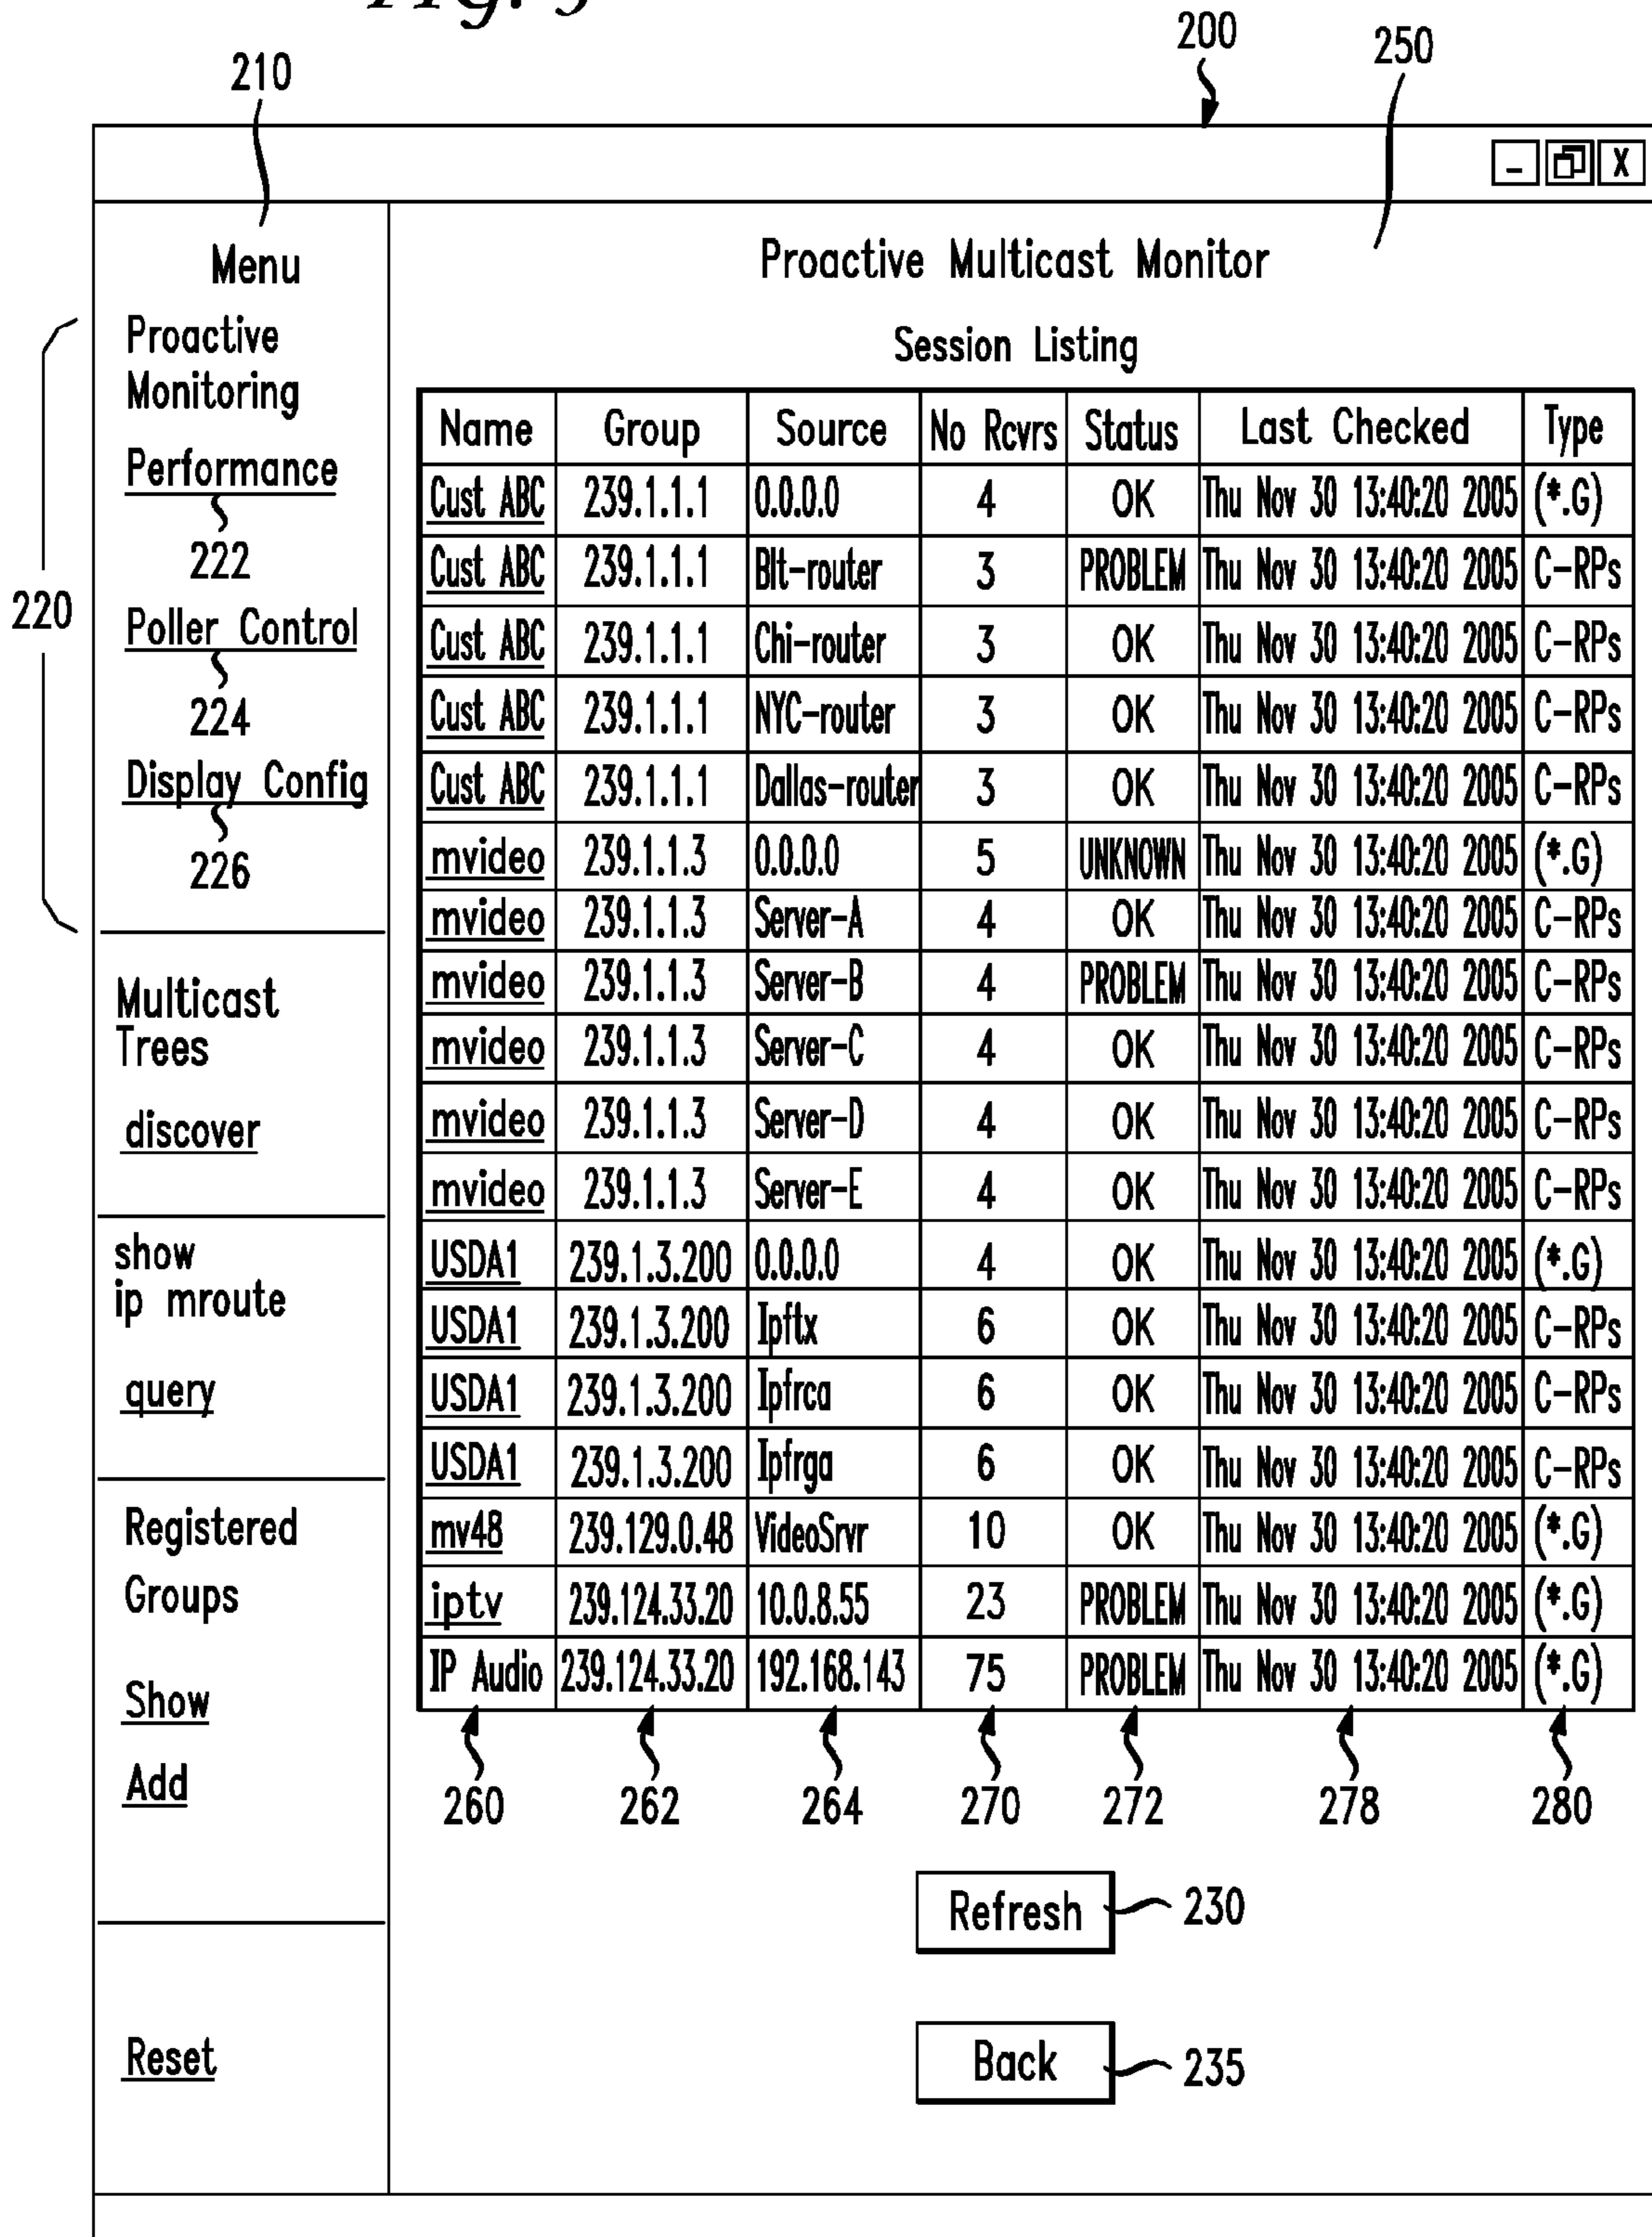 200
250
210
Menu
Proactive
Monitoring
Performance
222
220
Poller Control
224
Display Config
226
Multicast
Trees
discover
show
ip mroute
query
Registered
Groups
Show
Add
Reset
Proactive Multicast Monitor
Session Listing
Name Group Source No Rcvrs Status Last Checked Type
Cust ABC 239.1.1.1 0.0.0.0 4 OK Thu Nov 30 13:40:20 2005 (*.G)
Cust ABC 239.1.1.1 Blt-router 3 PROBLEM Thu Nov 30 13:40:20 2005 C-RPs
Cust ABC 239.1.1.1 Chi-router 3 OK Thu Nov 30 13:40:20 2005 C-RPs
Cust ABC 239.1.1.1 NYC-router 3 OK Thu Nov 30 13:40:20 2005 C-RPs
Cust ABC 239.1.1.1 Dallas-router 3 OK Thu Nov 30 13:40:20 2005 C-RPs
mvideo 239.1.1.3 0.0.0.0 5 UNKNOWN Thu Nov 30 13:40:20 2005 (*.G)
mvideo 239.1.1.3 Server-A 4 OK Thu Nov 30 13:40:20 2005 C-RPs
mvideo 239.1.1.3 Server-B 4 PROBLEM Thu Nov 30 13:40:20 2005 C-RPs
mvideo 239.1.1.3 Server-C 4 OK Thu Nov 30 13:40:20 2005 C-RPs
mvideo 239.1.1.3 Server-D 4 OK Thu Nov 30 13:40:20 2005 C-RPs
mvideo 239.1.1.3 Server-E 4 OK Thu Nov 30 13:40:20 2005 C-RPs
USDA1 239.1.3.200 0.0.0.0 4 OK Thu Nov 30 13:40:20 2005 (*.G)
USDA1 239.1.3.200 Ipftx 6 OK Thu Nov 30 13:40:20 2005 C-RPs
USDA1 239.1.3.200 Ipfrca 6 OK Thu Nov 30 13:40:20 2005 C-RPs
USDA1 239.1.3.200 Ipfrga 6 OK Thu Nov 30 13:40:20 2005 C-RPs
mv48 239.129.0.48 VideoSrvr 10 OK Thu Nov 30 13:40:20 2005 (*.G)
iptv 239.124.33.20 10.0.8.55 23 PROBLEM Thu Nov 30 13:40:20 2005 (*.G)
IP Audio 239.124.33.20 192.168.143 75 PROBLEM Thu Nov 30 13:40:20 2005 (*.G)
260 262 264 270 272 278 280
Refresh 230
Back 235